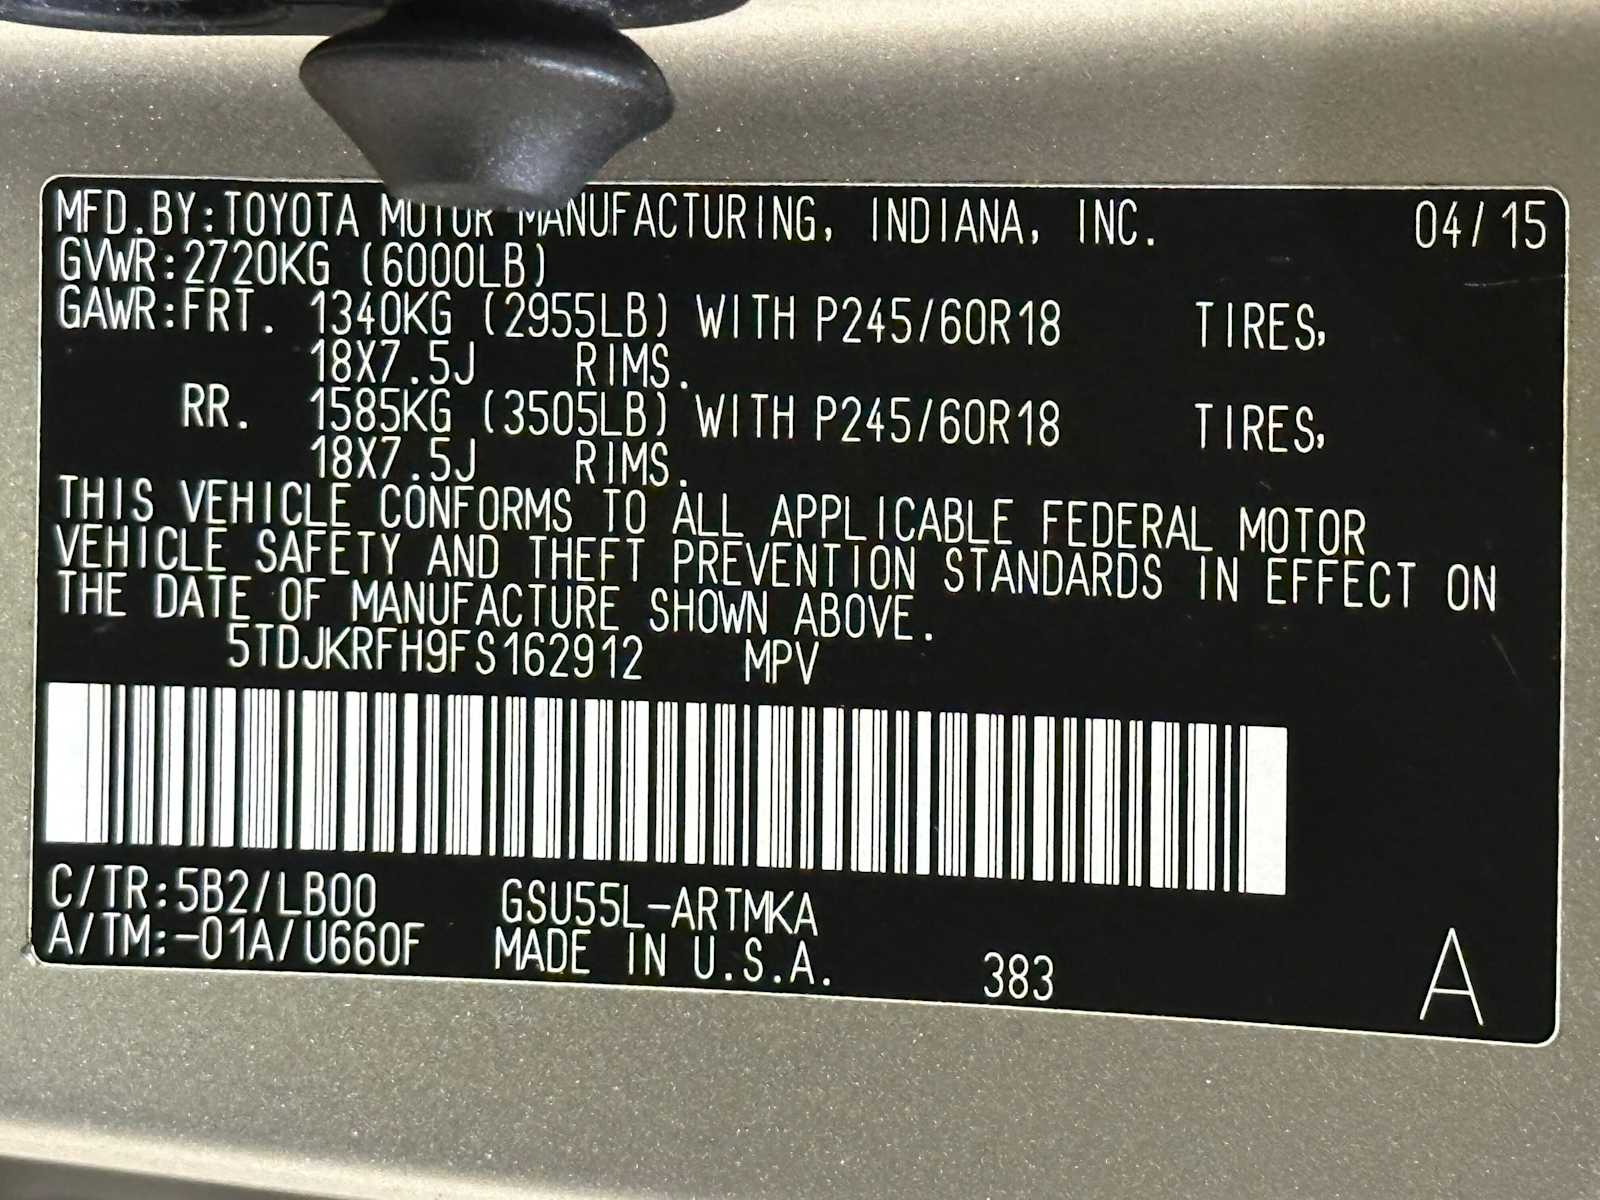 MFD.BY:TOYOTA MOTOR MANUFACTURING, INDIANA, INC. 04/15
GVWR:2720KG (6000LB)
GAWR:FRT. 1340KG (2955LB) WITH P245/60R18 TIRES,
18X7.5J RIMS.
RR. 1585KG (3505LB) WITH P245/60R18 TIRES,
18X7.5J RIMS.
THIS VEHICLE CONFORMS TO ALL APPLICABLE FEDERAL MOTOR
VEHICLE SAFETY AND THEFT PREVENTION STANDARDS IN EFFECT ON
THE DATE OF MANUFACTURE SHOWN ABOVE.
5TDJKRFH9FS162912 MPV
C/TR:5B2/LB00 GSU55L-ARTMKA
A/TM:-01A/U660F MADE IN U.S.A. 383 A